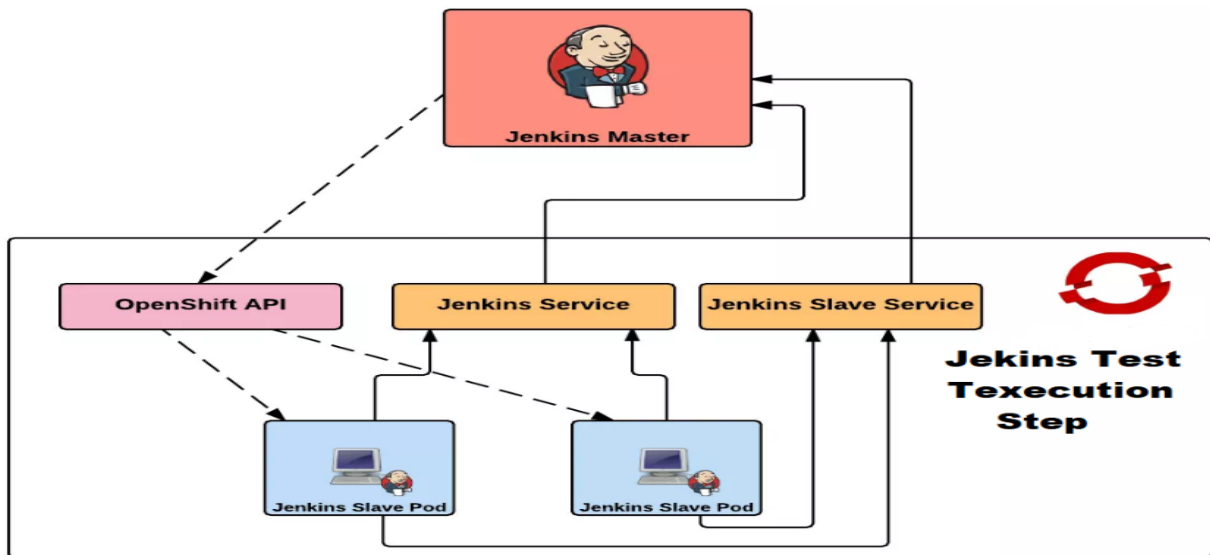 Jenkins Master
OpenShift API
Jenkins Service
Jenkins Slave Service
Jekins Test
Texecution
Step
Jenkins Slave Pod
Jenkins Slave Pod